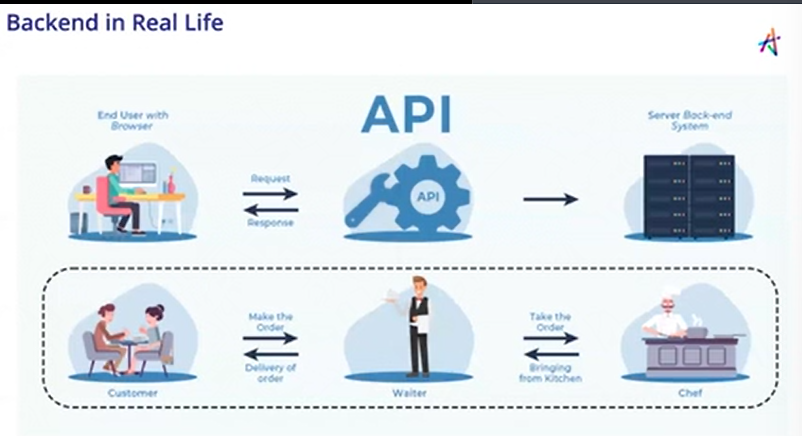 Backend in Real Life
API
End User with
Browser
Server Back-end
System
Request
Response
API
Make the
Order
Delivery of
order
Take the
Order
Bringing
from Kitchen
Customer
Waiter
Chef